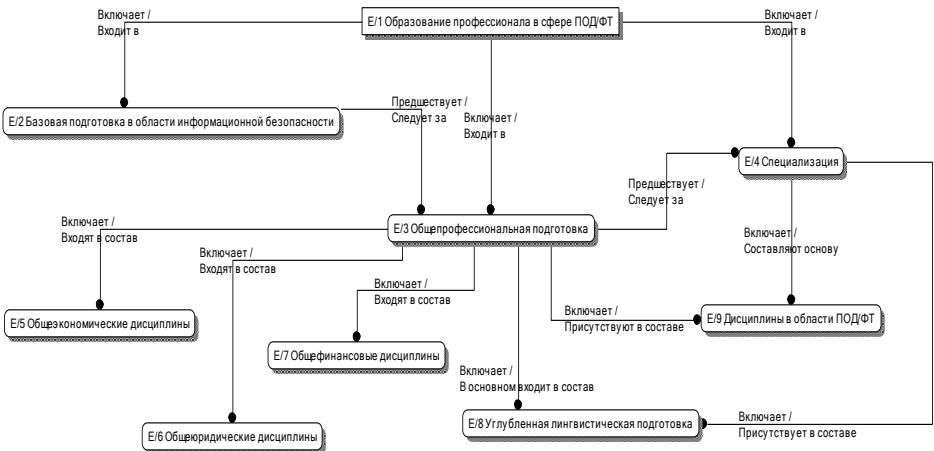 Включает /
Входит в
E/1 Образование профессионала в сфере ПОД/ФТ
Включает /
Входит в
E/2 Базовая подготовка в области информационной безопасности
Предшествует /
Следует за
Включает /
Входит в
E/4 Специализация
Предшествует /
Следует за
Включает /
Входят в состав
E/3 Общепрофессиональная подготовка
Включает /
Составляют основу
Включает /
Входят в состав
Включает /
Входят в состав
Включает /
Присутствуют в составе
E/5 Общеэкономические дисциплины
E/9 Дисциплины в области ПОД/ФТ
E/7 Общефинансовые дисциплины
Включает /
В основном входит в состав
E/6 Общеюридические дисциплины
E/8 Углубленная лингвистическая подготовка
Включает /
Присутствует в составе